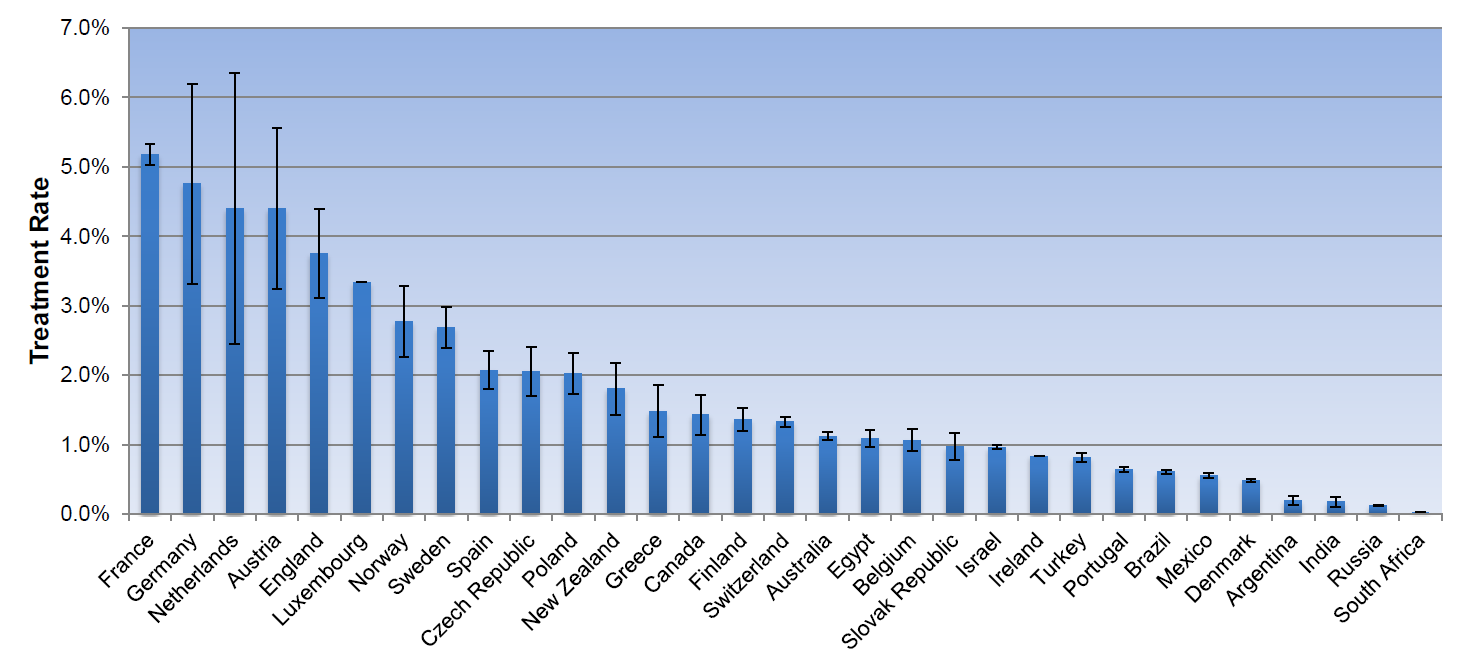 7.0%
6.0%
5.0%
4.0%
3.0%
2.0%
1.0%
0.0%
Treatment Rate
France
Germany
Netherlands
Austria
England
Luxembourg
Norway
Sweden
Spain
Czech Republic
Poland
New Zealand
Greece
Canada
Finland
Switzerland
Australia
Egypt
Belgium
Slovak Republic
Israel
Ireland
Turkey
Portugal
Brazil
Mexico
Denmark
Argentina
India
Russia
South Africa